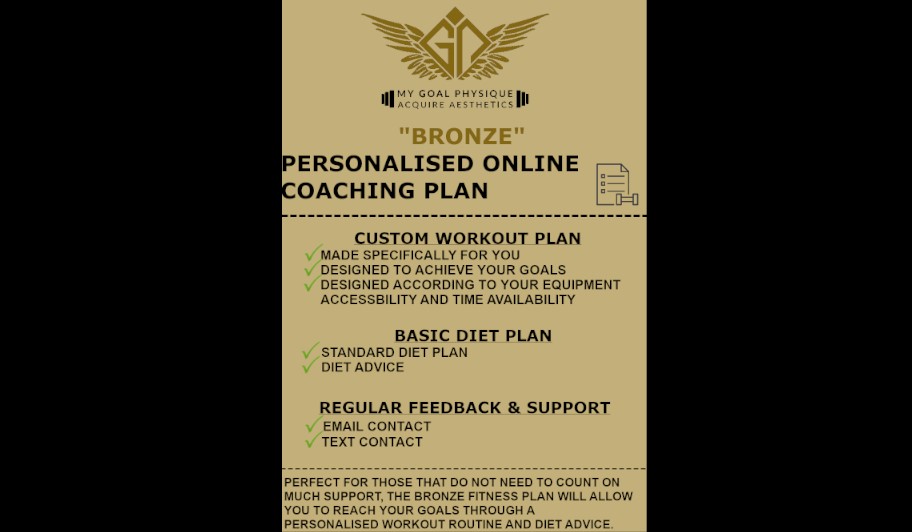 MY GOAL PHYSIQUE
ACQUIRE AESTHETICS
"BRONZE"
PERSONALISED ONLINE
COACHING PLAN
CUSTOM WORKOUT PLAN
MADE SPECIFICALLY FOR YOU
DESIGNED TO ACHIEVE YOUR GOALS
DESIGNED ACCORDING TO YOUR EQUIPMENT
ACCESSBILITY AND TIME AVAILABILITY
BASIC DIET PLAN
STANDARD DIET PLAN
DIET ADVICE
REGULAR FEEDBACK & SUPPORT
EMAIL CONTACT
TEXT CONTACT
PERFECT FOR THOSE THAT DO NOT NEED TO COUNT ON
MUCH SUPPORT, THE BRONZE FITNESS PLAN WILL ALLOW
YOU TO REACH YOUR GOALS THROUGH A
PERSONALISED WORKOUT ROUTINE AND DIET ADVICE.